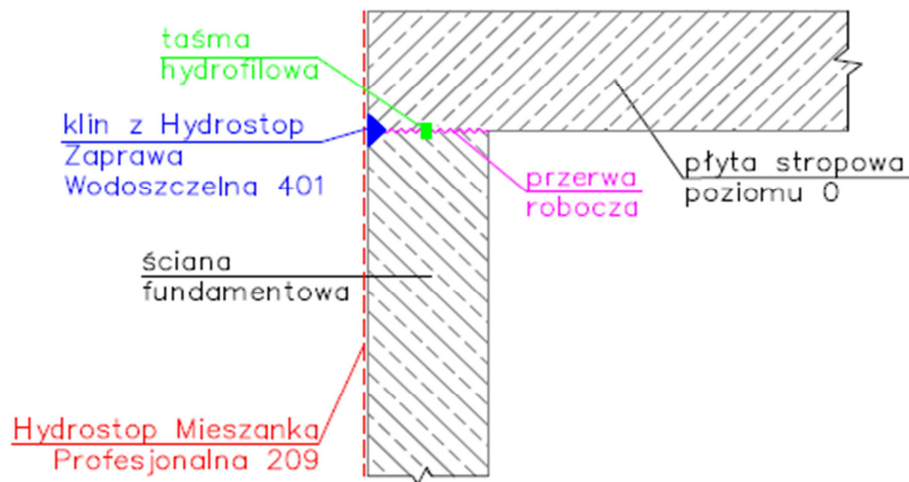 taśma
hydrofilowa
klin z Hydrostop
Zaprawa
Wodoszczelna 401
płyta stropowa
poziomu 0
przerwa
robocza
ściana
fundamentowa
Hydrostop Mieszanka
Profesjonalna 209